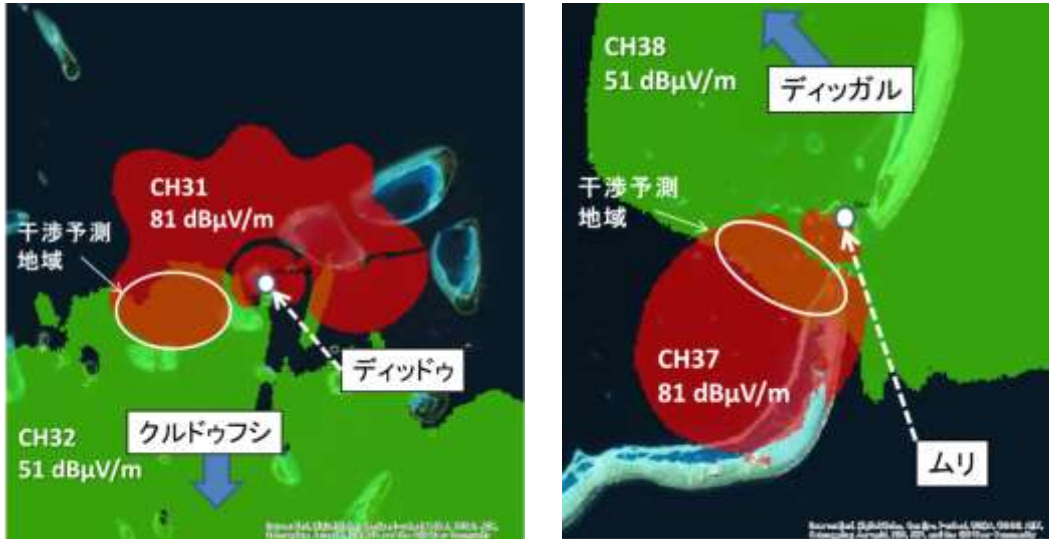 CH31
81 dBµV/m
干渉予測
地域
ディッドゥ
クルドゥフシ
CH32
51 dBµV/m
CH38
51 dBµV/m
ディッガル
干渉予測
地域
CH37
81 dBµV/m
ムリ